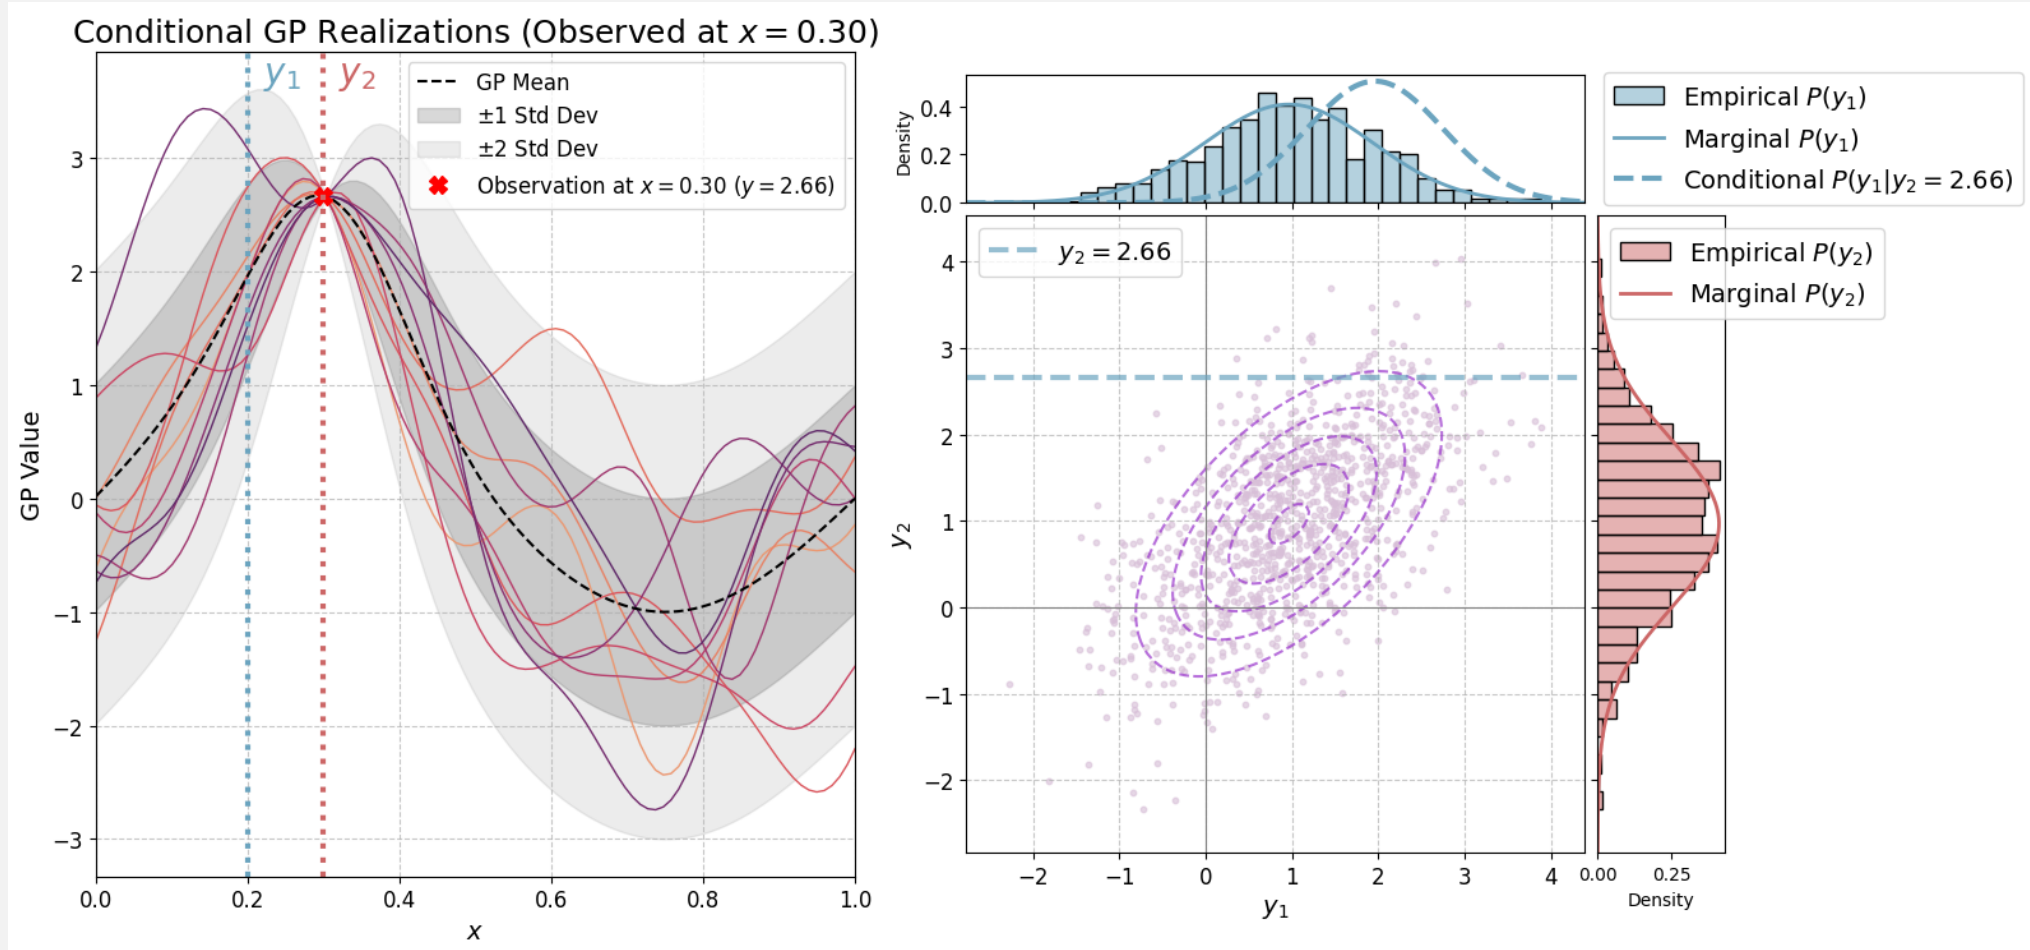 Conditional GP Realizations (Observed at x = 0.30)
y₁
y₂
GP Mean
±1 Std Dev
±2 Std Dev
Observation at x = 0.30 (y = 2.66)
GP Value
3
2
1
0
−1
−2
−3
0.0 0.2 0.4 0.6 0.8 1.0
x
Density
0.4
0.2
0.0
Empirical P(y₁)
Marginal P(y₁)
Conditional P(y₁|y₂ = 2.66)
y₂ = 2.66
y₂
4
3
2
1
0
−1
−2
−2 −1 0 1 2 3 4
y₁
Empirical P(y₂)
Marginal P(y₂)
0.00 0.25
Density